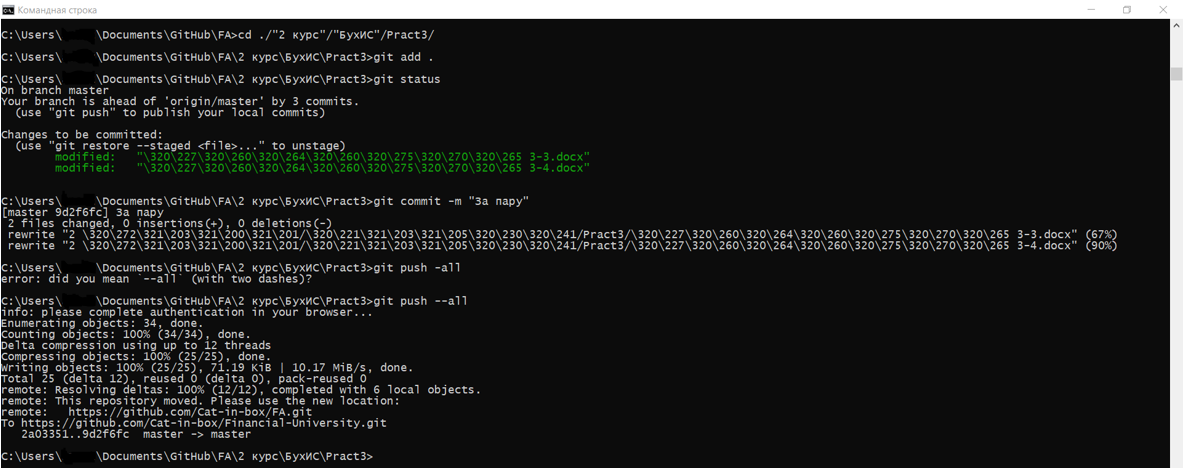 Командная строка
C:\Users\ \Documents\GitHub\FA>cd ./"2 курс"/"БухИС"/Pract3/
C:\Users\ \Documents\GitHub\FA\2 курс\БухИС\Pract3>git add .
C:\Users\ \Documents\GitHub\FA\2 курс\БухИС\Pract3>git status
On branch master
Your branch is ahead of 'origin/master' by 3 commits.
  (use "git push" to publish your local commits)
Changes to be committed:
  (use "git restore --staged <file>..." to unstage)
        modified:   "\320\227\320\260\320\264\320\260\320\275\320\270\320\265 3-3.docx"
        modified:   "\320\227\320\260\320\264\320\260\320\275\320\270\320\265 3-4.docx"
C:\Users\ \Documents\GitHub\FA\2 курс\БухИС\Pract3>git commit -m "За пару"
[master 9d2f6fc] За пару
 2 files changed, 0 insertions(+), 0 deletions(-)
 rewrite "2 \320\272\321\203\321\200\321\201/\320\221\321\203\321\205\320\230\320\241/Pract3/\320\227\320\260\320\264\320\260\320\275\320\270\320\265 3-3.docx" (67%)
 rewrite "2 \320\272\321\203\321\200\321\201/\320\221\321\203\321\205\320\230\320\241/Pract3/\320\227\320\260\320\264\320\260\320\275\320\270\320\265 3-4.docx" (90%)
C:\Users\ \Documents\GitHub\FA\2 курс\БухИС\Pract3>git push -all
error: did you mean `--all` (with two dashes)?
C:\Users\ \Documents\GitHub\FA\2 курс\БухИС\Pract3>git push --all
info: please complete authentication in your browser...
Enumerating objects: 34, done.
Counting objects: 100% (34/34), done.
Delta compression using up to 12 threads
Compressing objects: 100% (25/25), done.
Writing objects: 100% (25/25), 71.19 KiB | 10.17 MiB/s, done.
Total 25 (delta 12), reused 0 (delta 0), pack-reused 0
remote: Resolving deltas: 100% (12/12), completed with 6 local objects.
remote: This repository moved. Please use the new location:
remote:   https://github.com/Cat-in-box/FA.git
To https://github.com/Cat-in-box/Financial-University.git
   2a03351..9d2f6fc  master -> master
C:\Users\ \Documents\GitHub\FA\2 курс\БухИС\Pract3>